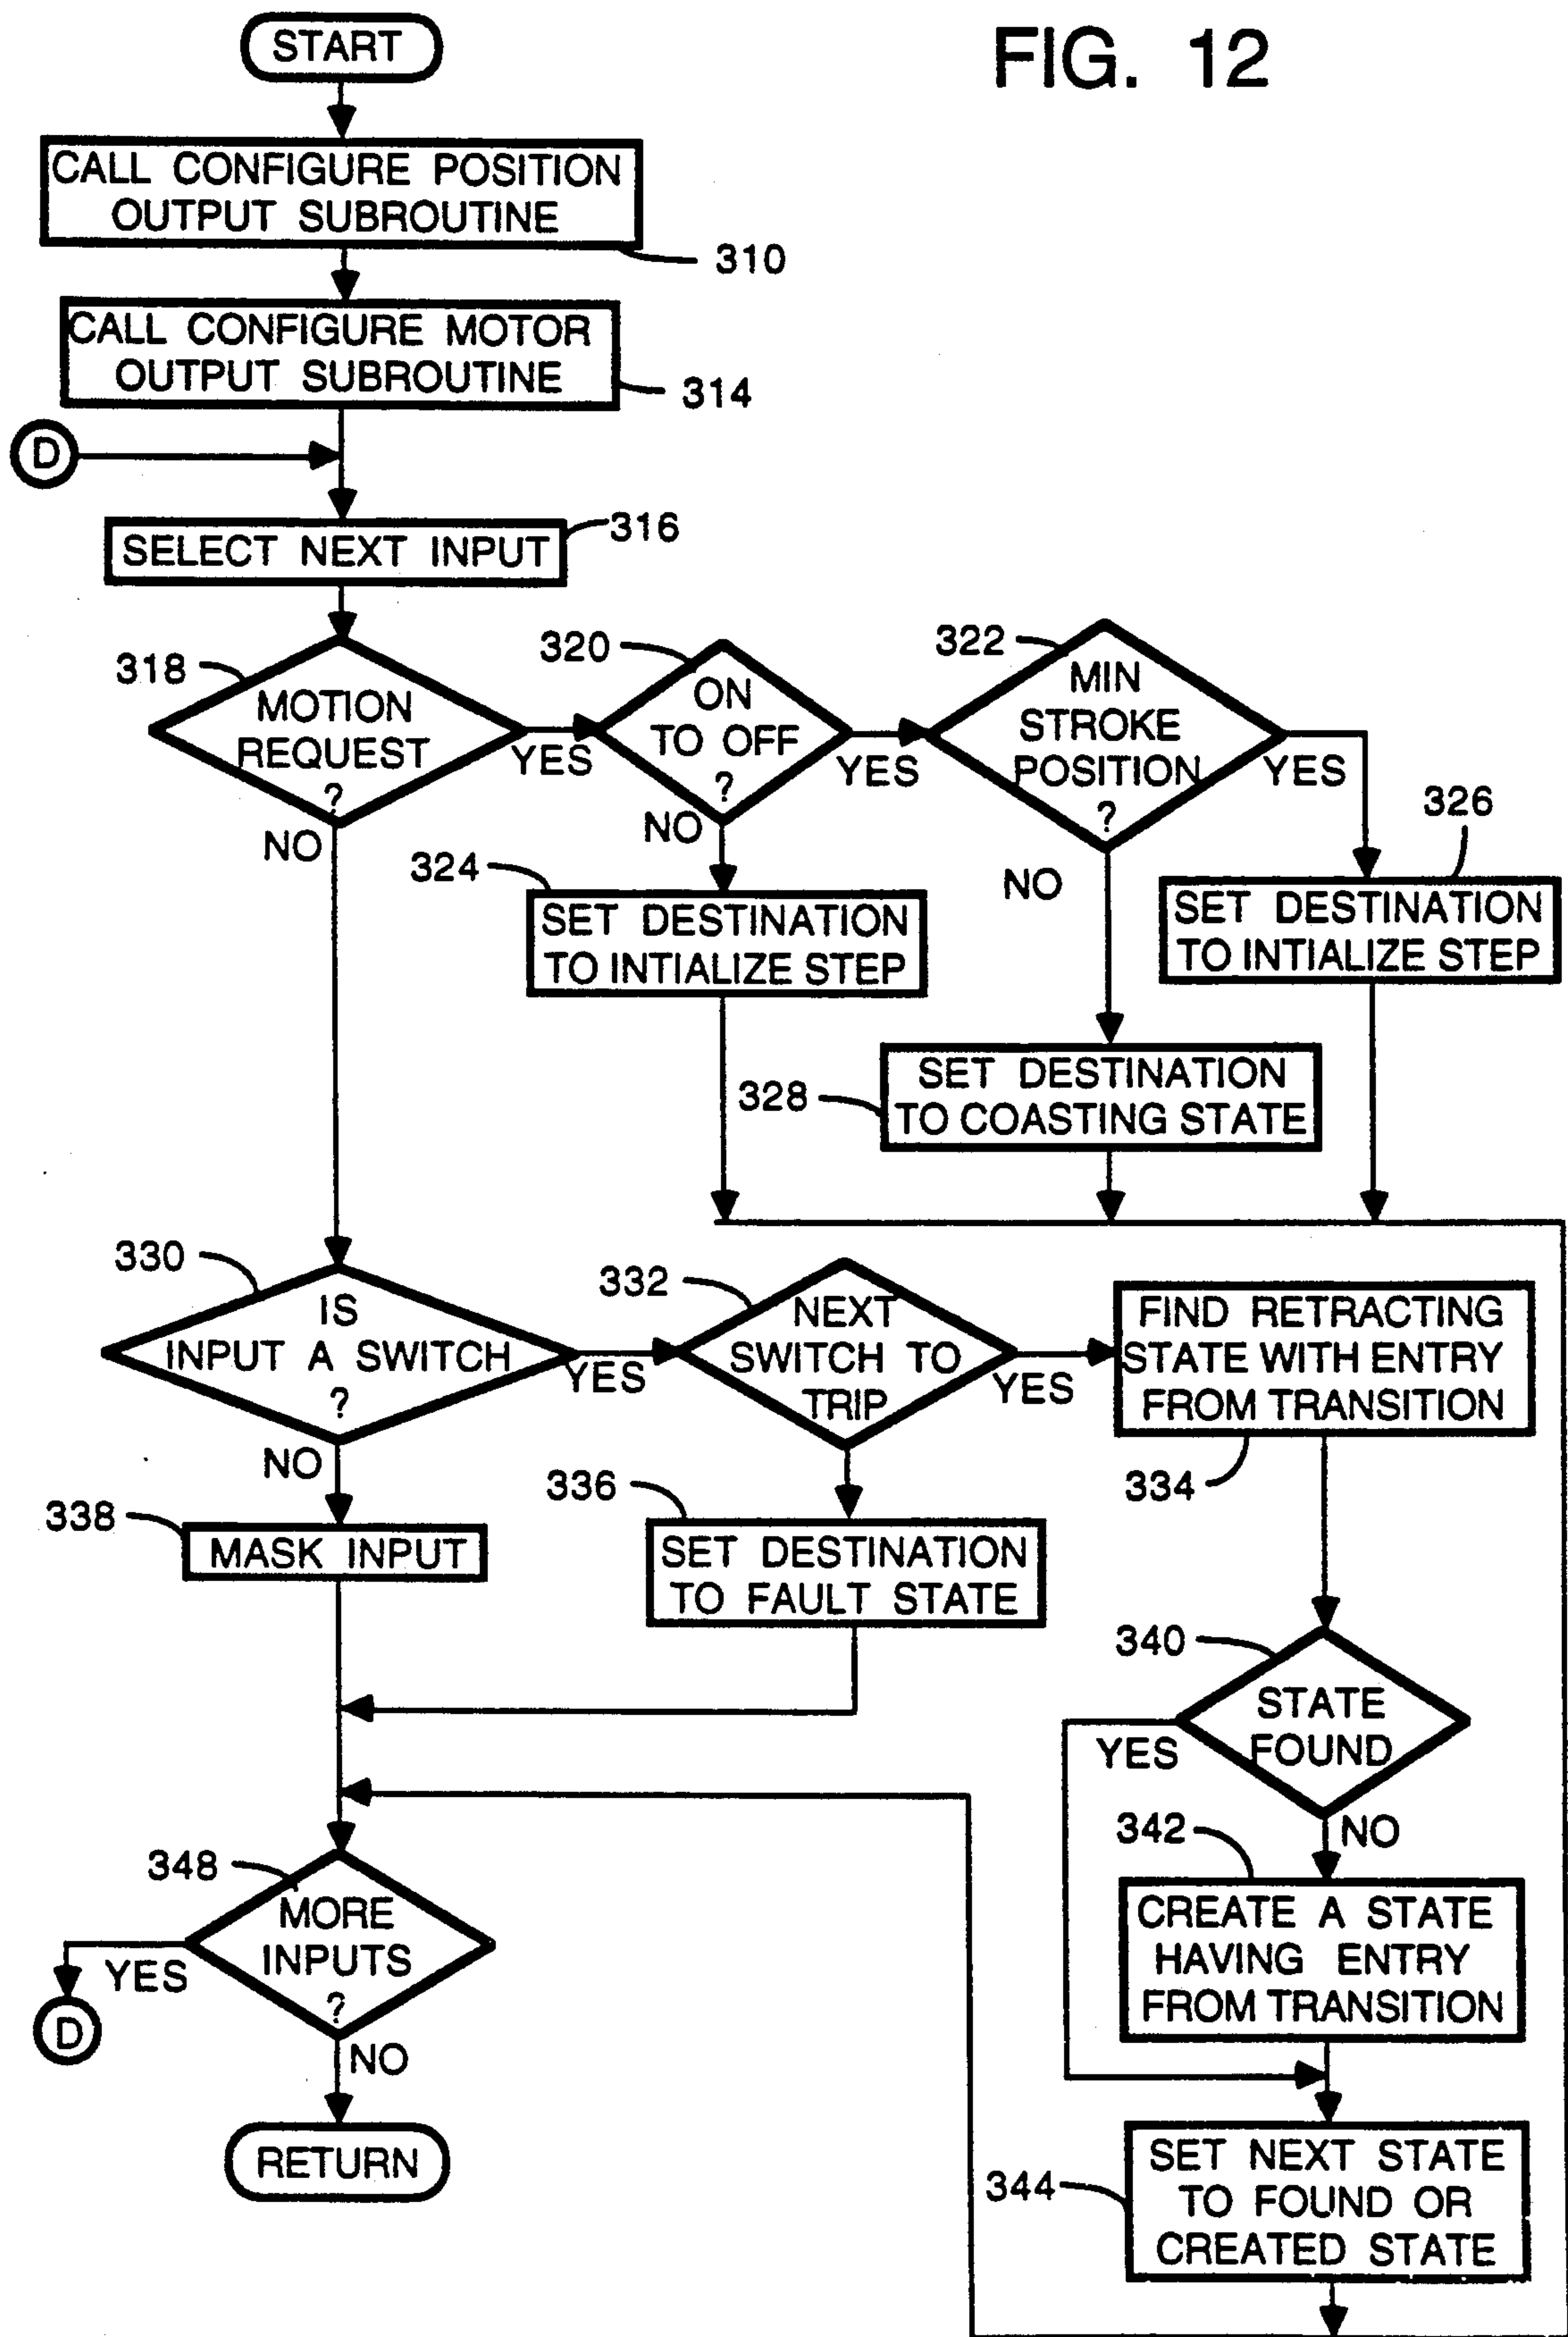 FIG. 12
START
CALL CONFIGURE POSITION
OUTPUT SUBROUTINE
310
CALL CONFIGURE MOTOR
OUTPUT SUBROUTINE
314
D
SELECT NEXT INPUT
316
318
MOTION
REQUEST
?
YES
NO
320
ON
TO OFF
?
YES
NO
322
MIN
STROKE
POSITION
?
YES
NO
324
SET DESTINATION
TO INTIALIZE STEP
326
SET DESTINATION
TO INTIALIZE STEP
328
SET DESTINATION
TO COASTING STATE
330
IS
INPUT A SWITCH
?
YES
NO
332
NEXT
SWITCH TO
TRIP
YES
FIND RETRACTING
STATE WITH ENTRY
FROM TRANSITION
334
336
SET DESTINATION
TO FAULT STATE
338
MASK INPUT
340
STATE
FOUND
YES
NO
342
CREATE A STATE
HAVING ENTRY
FROM TRANSITION
344
SET NEXT STATE
TO FOUND OR
CREATED STATE
348
MORE
INPUTS
?
YES
D
NO
RETURN